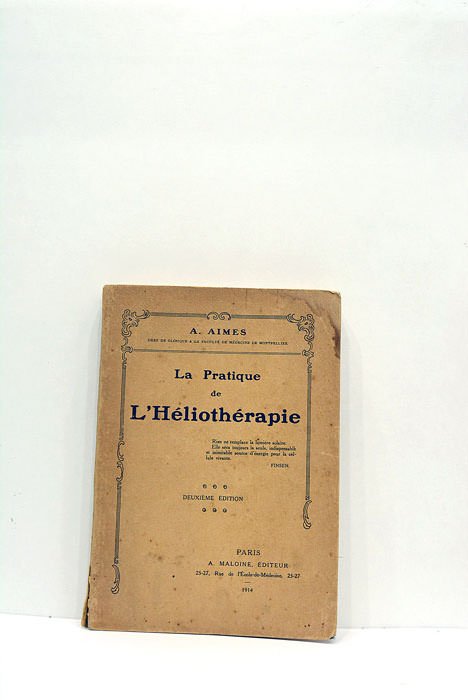 A. AIMES
CHEF DE CLINIQUE A LA FACULTÉ DE MÉDECINE DE MONTPELLIER
La Pratique
de
L'Héliothérapie
Rien ne remplace la lumière solaire.
Elle sera toujours la seule, indispensable
et inimitable source d'énergie pour la cel-
lule vivante.
FINSEN.
DEUXIÈME ÉDITION
PARIS
A. MALOINE, ÉDITEUR
25-27, Rue de l'École-de-Médecine, 25-27
1914